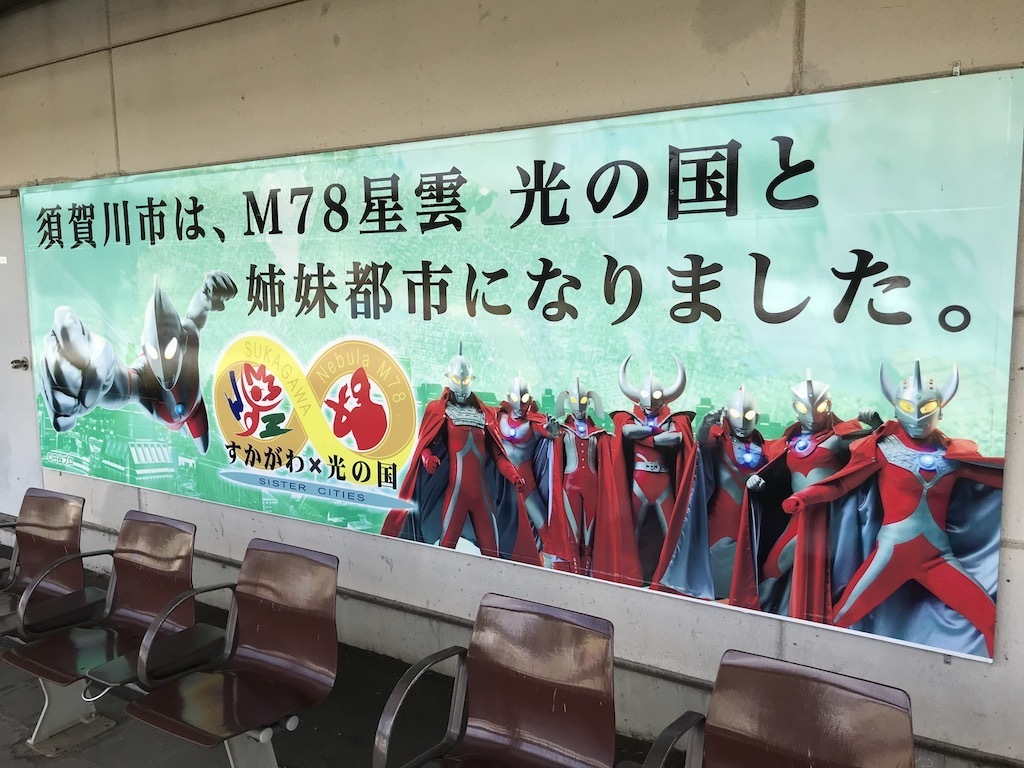 須賀川市は、M78星雲 光の国と
姉妹都市になりました。
SUKAGAWA
Nebula M78
すかがわ×光の国
SISTER CITIES